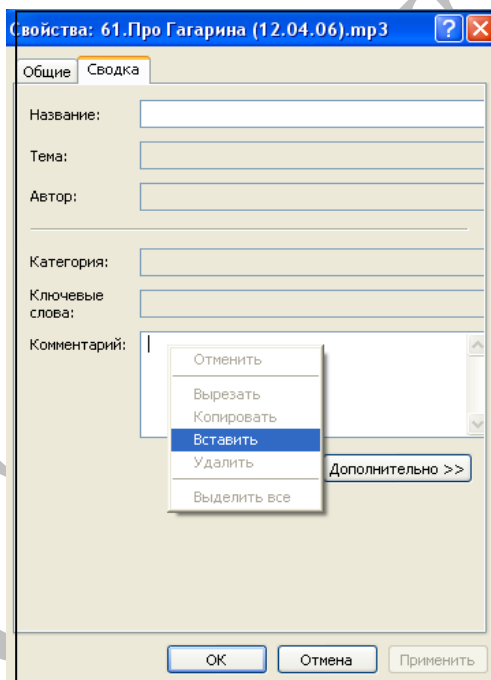 Свойства: 61.Про Гагарина (12.04.06).mp3
Общие Сводка
Название:
Тема:
Автор:
Категория:
Ключевые
слова:
Комментарий:
Отменить
Вырезать
Копировать
Вставить
Удалить
Выделить все
Дополнительно >>
ОК Отмена Применить